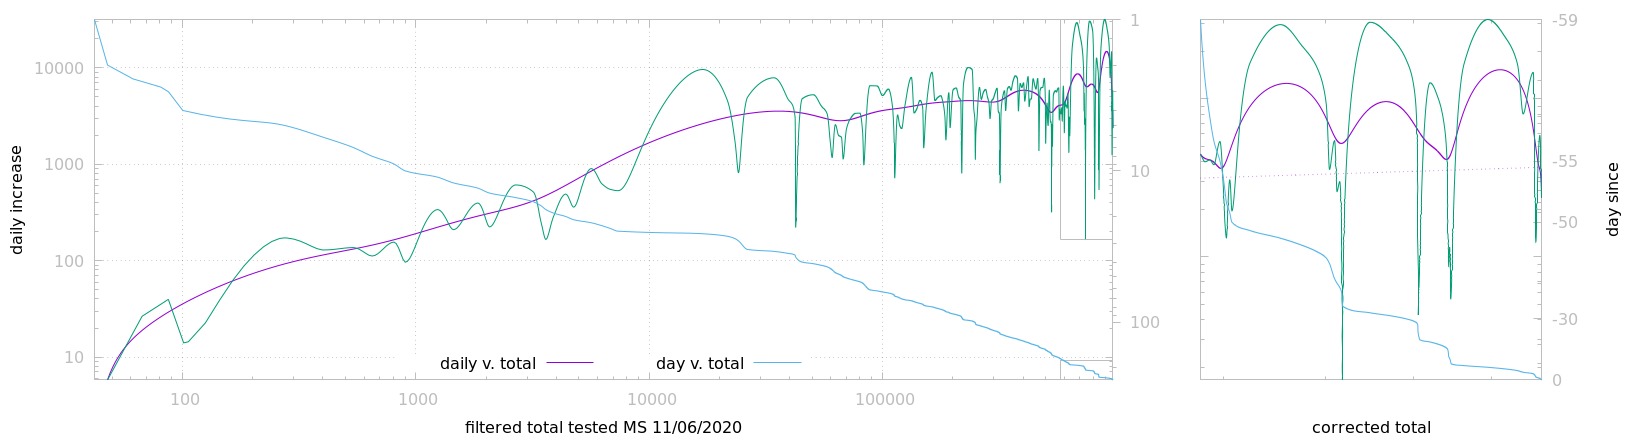 10000
1000
100
10
daily increase
daily v. total
day v. total
100
1000
10000
100000
filtered total tested MS 11/06/2020
1
10
100
-59
-55
-50
-30
0
day since
corrected total